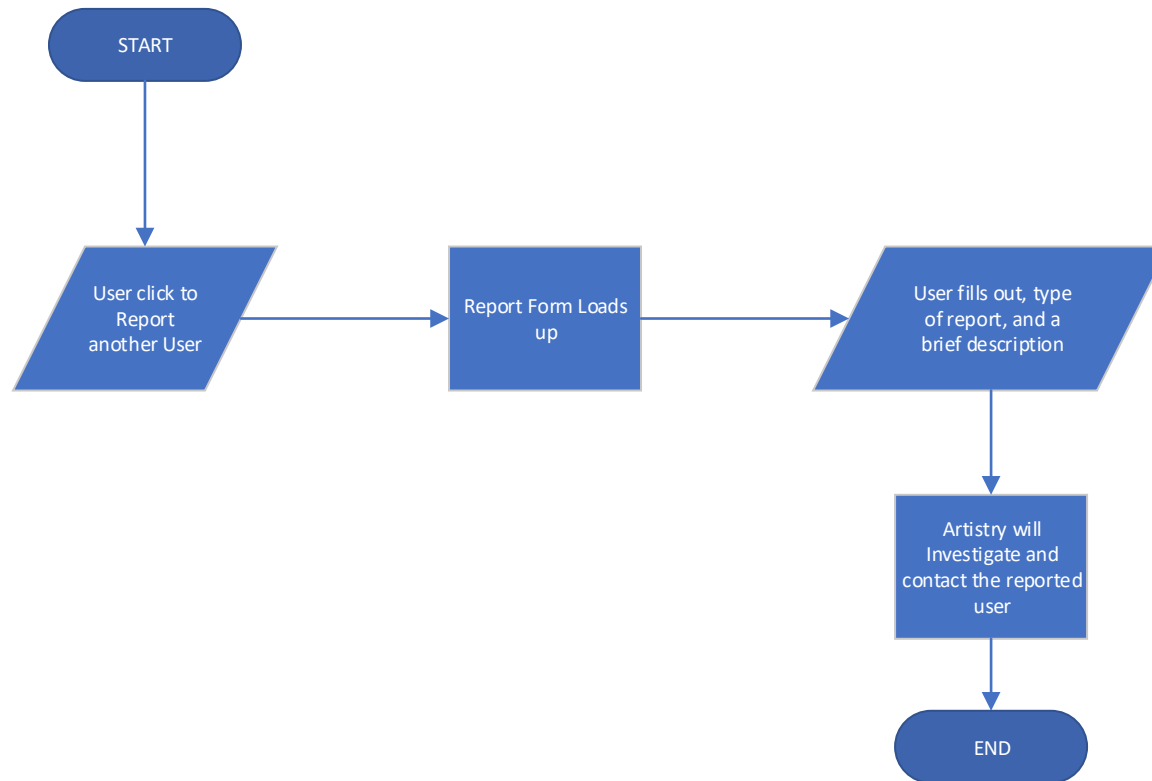 START
User click to
Report
another User
Report Form Loads
up
User fills out, type
of report, and a
brief description
Artistry will
Investigate and
contact the reported
user
END